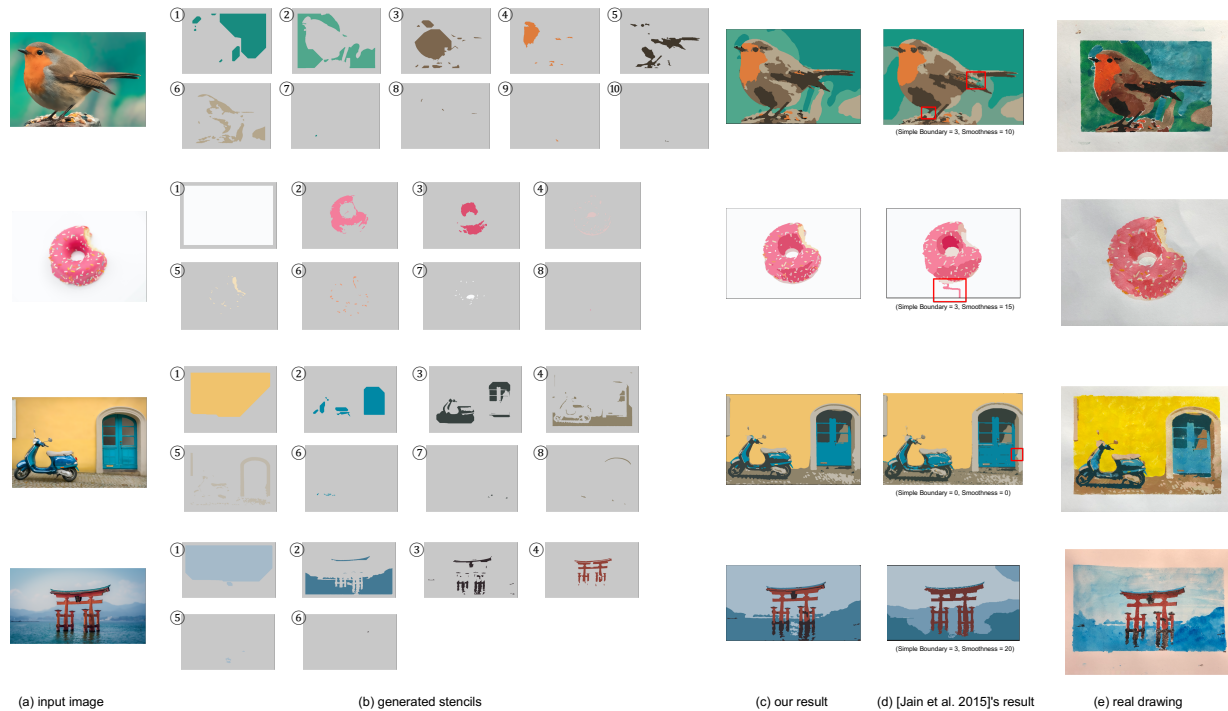 ① ② ③ ④ ⑤
⑥ ⑦ ⑧ ⑨ ⑩
(Simple Boundary = 3, Smoothness = 10)
① ② ③ ④
⑤ ⑥ ⑦ ⑧
(Simple Boundary = 3, Smoothness = 15)
① ② ③ ④
⑤ ⑥ ⑦ ⑧
(Simple Boundary = 0, Smoothness = 0)
① ② ③ ④
⑤ ⑥
(Simple Boundary = 3, Smoothness = 20)
(a) input image (b) generated stencils (c) our result (d) [Jain et al. 2015]'s result (e) real drawing